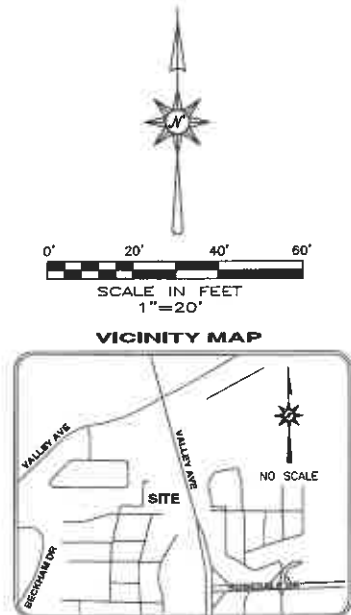 N
0' 20' 40' 60'
SCALE IN FEET
1"=20'
VICINITY MAP
VALLEY AVE
VALLEY AVE
NO SCALE
SITE
BECKHAM DR